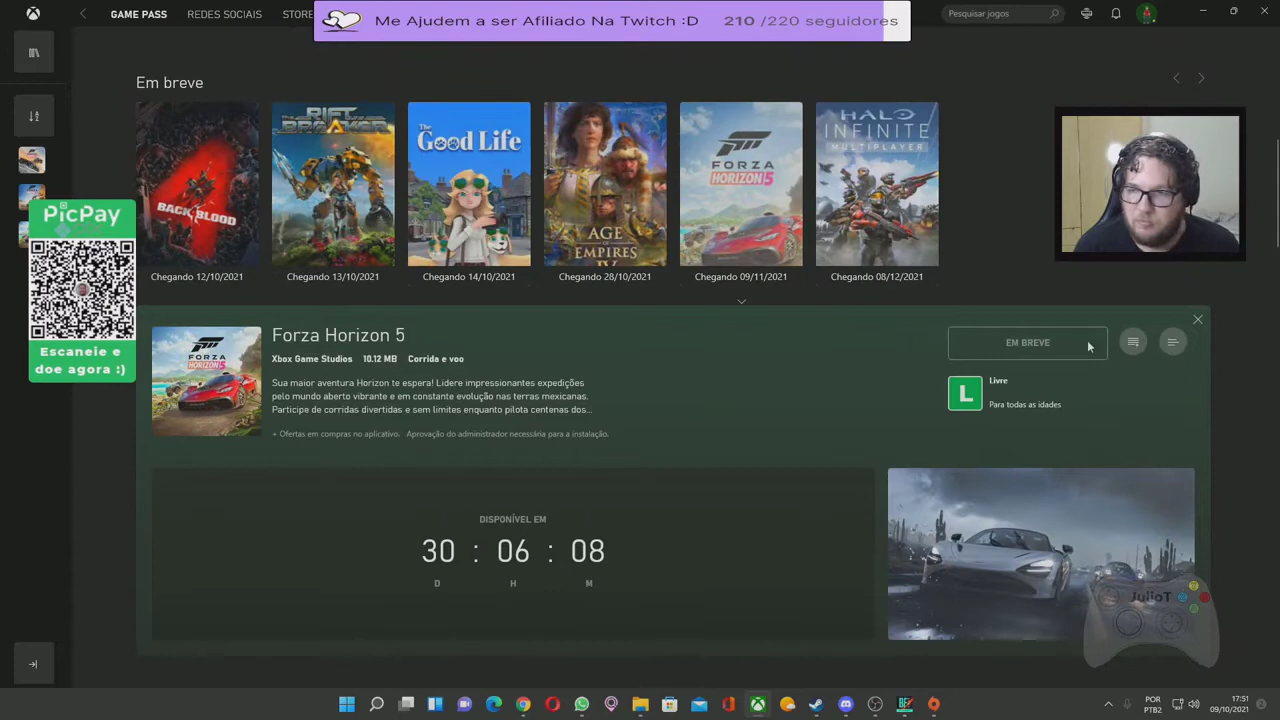 GAME PASS
REDES SOCIAIS
STORE
Me Ajudem a ser Afiliado Na Twitch :D 210 /220 seguidores
Pesquisar jogos
Em breve
BACK BLOOD
THE RIFT BREAKER
The Good Life
AGE OF EMPIRES IV
FORZA HORIZON 5
HALO INFINITE MULTIPLAYER
Chegando 12/10/2021
Chegando 13/10/2021
Chegando 14/10/2021
Chegando 28/10/2021
Chegando 09/11/2021
Chegando 08/12/2021
PicPay
Escaneie e
doe agora :)
FORZA HORIZON 5
Forza Horizon 5
Xbox Game Studios 10.12 MB Corrida e voo
Sua maior aventura Horizon te espera! Lidere impressionantes expedições
pelo mundo aberto vibrante e em constante evolução nas terras mexicanas.
Participe de corridas divertidas e sem limites enquanto pilota centenas dos...
+ Ofertas em compras no aplicativo. Aprovação do administrador necessária para a instalação.
EM BREVE
L
Livre
Para todas as idades
DISPONÍVEL EM
30 : 06 : 08
D H M
JulioT
POR
PTB2
17:51
09/10/2021